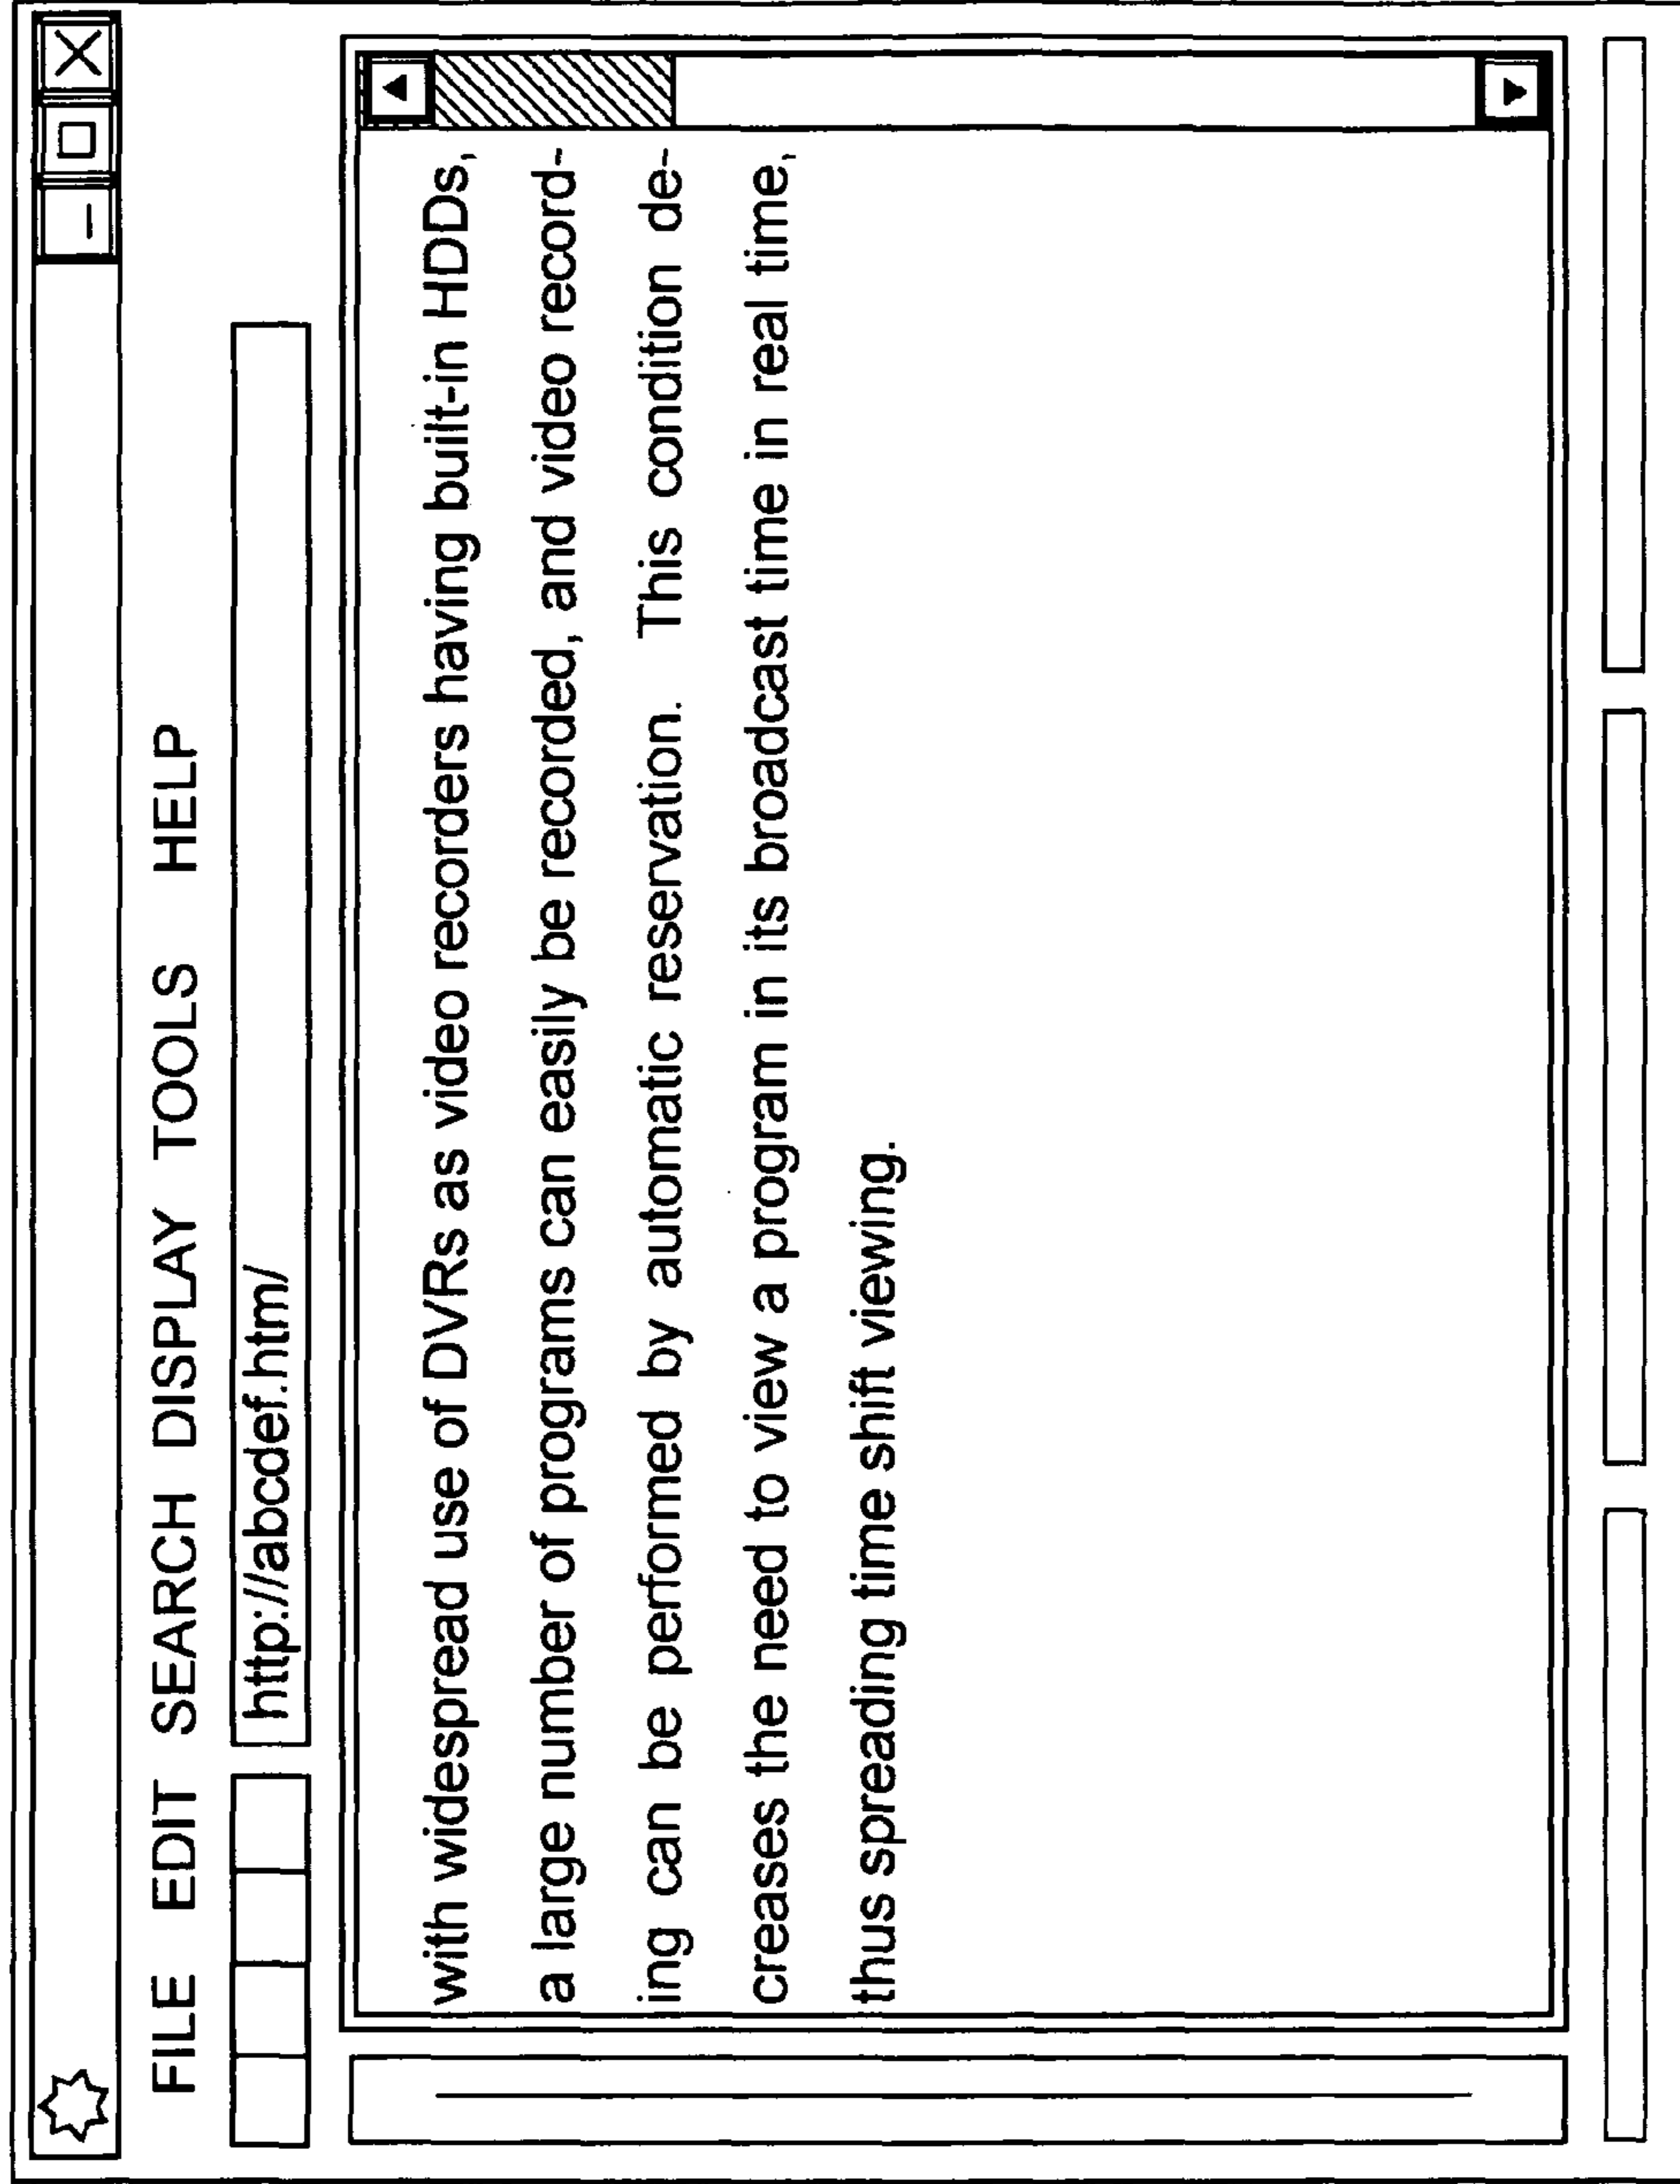 FILE EDIT SEARCH DISPLAY TOOLS HELP
http://abcdef.htm/
with widespread use of DVRs as video recorders having built-in HDDs,
a large number of programs can easily be recorded, and video record-
ing can be performed by automatic reservation. This condition de-
creases the need to view a program in its broadcast time in real time,
thus spreading time shift viewing.